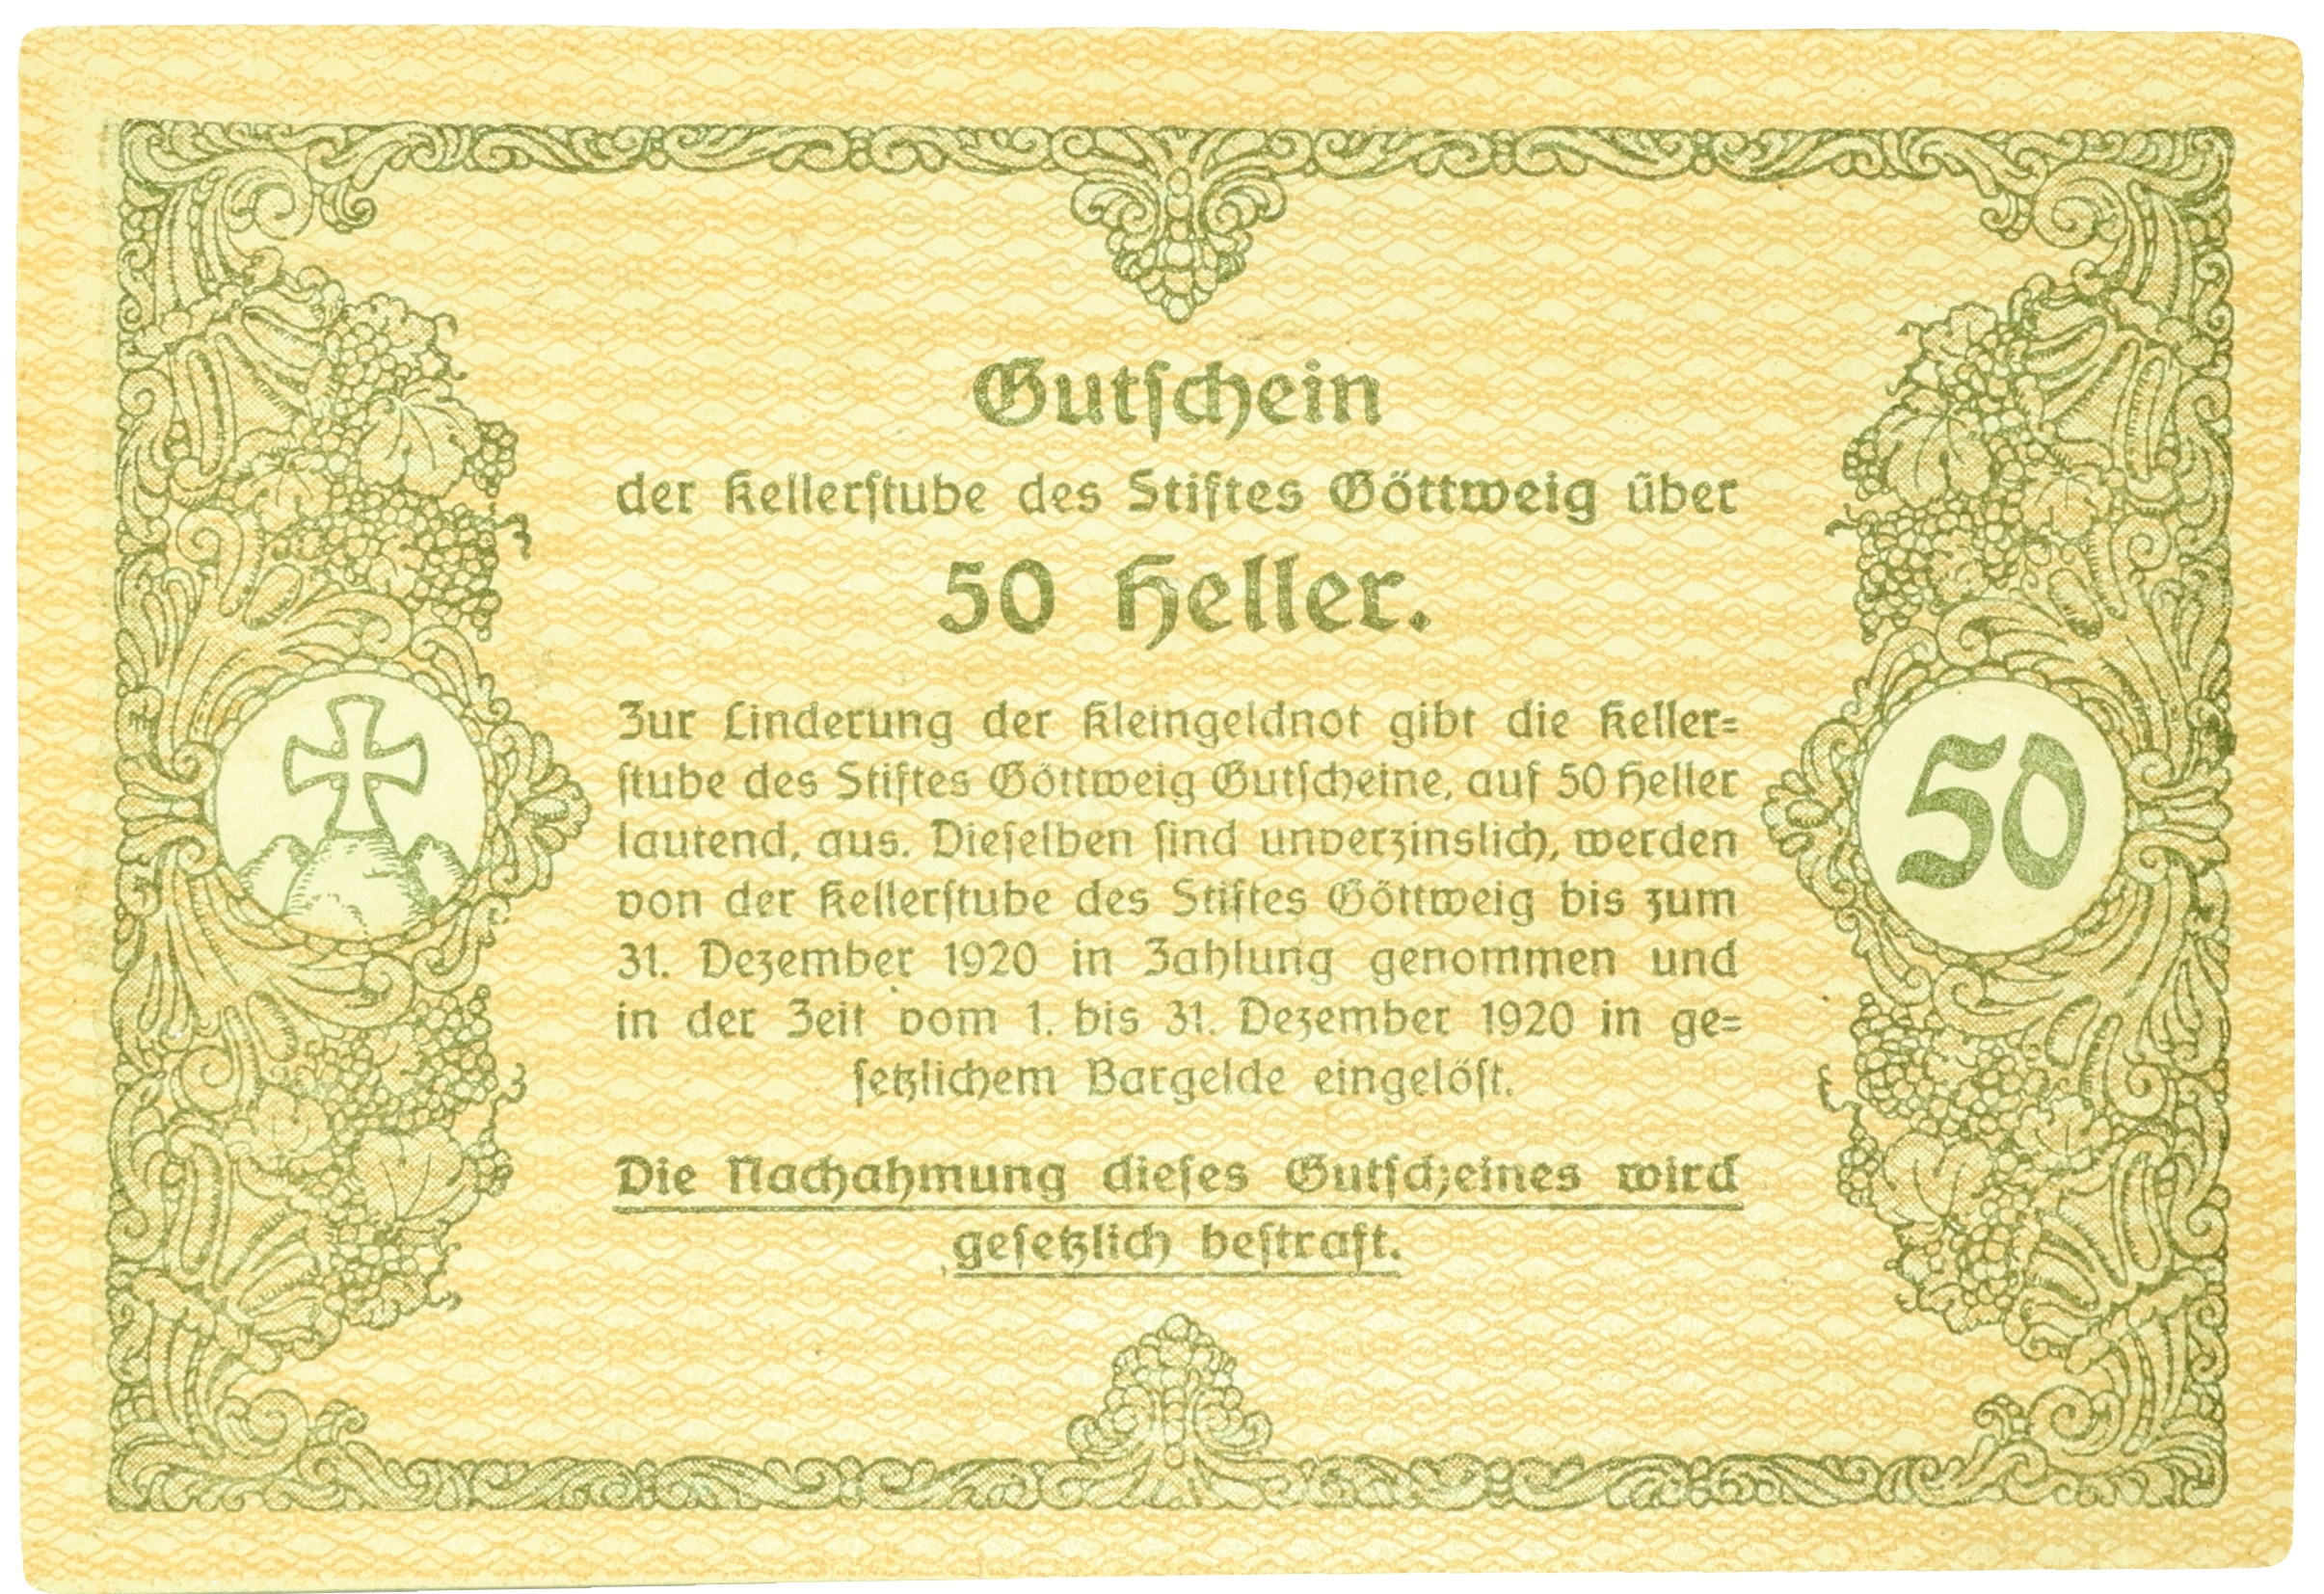 Gutschein
der Kellerstube des Stiftes Göttweig über
50 Heller.
Zur Linderung der Kleingeldnot gibt die Keller=
stube des Stiftes Göttweig Gutscheine, auf 50 Heller
lautend, aus. Dieselben sind unverzinslich, werden
von der Kellerstube des Stiftes Göttweig bis zum
31. Dezember 1920 in Zahlung genommen und
in der Zeit vom 1. bis 31. Dezember 1920 in ge=
setzlichem Bargelde eingelöst.
Die Nachahmung dieses Gutscheines wird
gesetzlich bestraft.
50